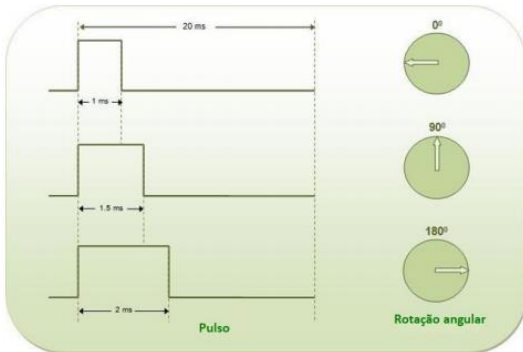 20 ms
0º
1 ms
90º
1.5 ms
180º
2 ms
Pulso
Rotação angular